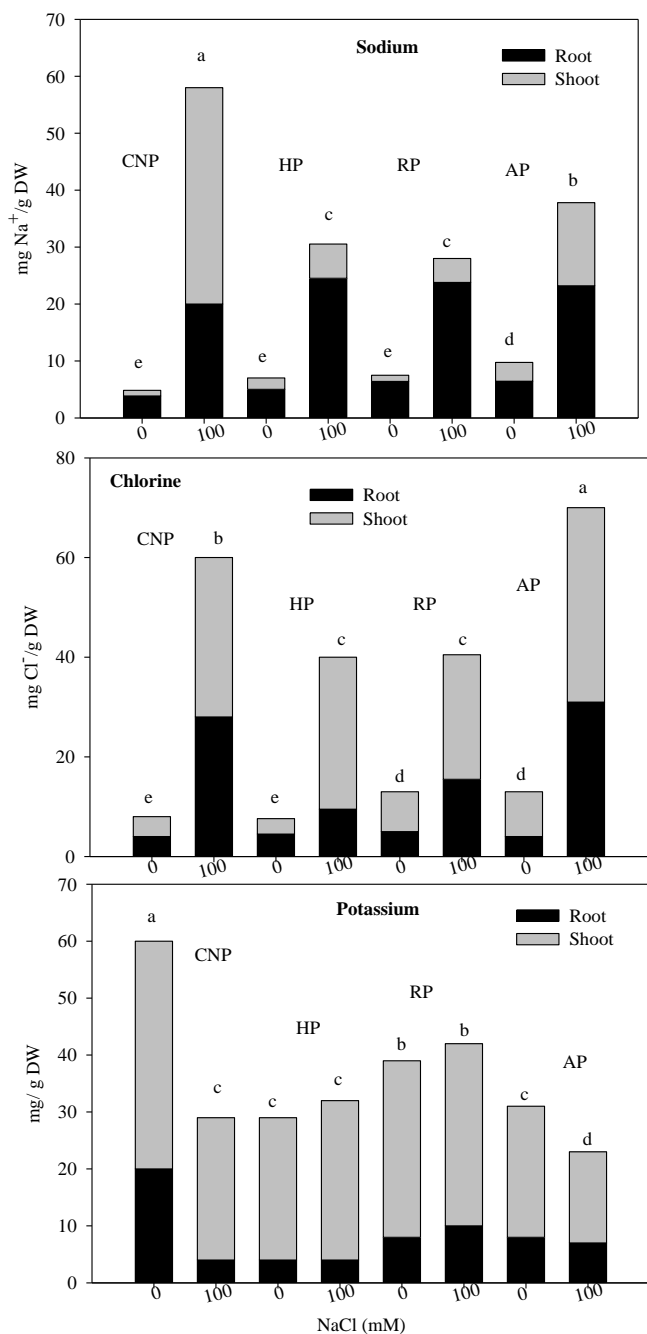 70
Sodium
Root
Shoot
a
60
50
CNP
HP
RP
AP
b
40
c
c
30
20
10
e
e
e
d
0
mg Na+/g DW
0 100 0 100 0 100 0 100
80
Chlorine
Root
Shoot
a
CNP
b
60
HP
RP
AP
c
c
40
20
e
e
d
d
0
mg Cl-/g DW
0 100 0 100 0 100 0 100
70
Potassium
Root
Shoot
a
60
CNP
50
RP
HP
b
b
AP
40
c
c
c
c
d
30
20
10
0
mg/ g DW
0 100 0 100 0 100 0 100
NaCl (mM)